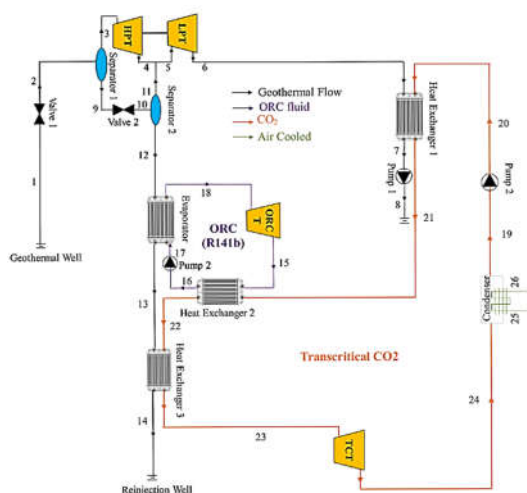 3
HPT
LPT
2
Separator 1
4
5
6
Geothermal Flow
ORC fluid
CO₂
Air Cooled
Heat Exchanger 1
20
Valve 1
9
Valve 2
10
11
Separator 2
7
Pump 1
8
Pump 2
12
18
21
19
1
Evaporator
ORC
T
ORC
(R141b)
Geothermal Well
17
Pump 2
15
16
Heat Exchanger 2
13
Condenser
26
25
22
Heat Exchanger 3
Transcritical CO2
24
14
23
TCT
Reinjection Well